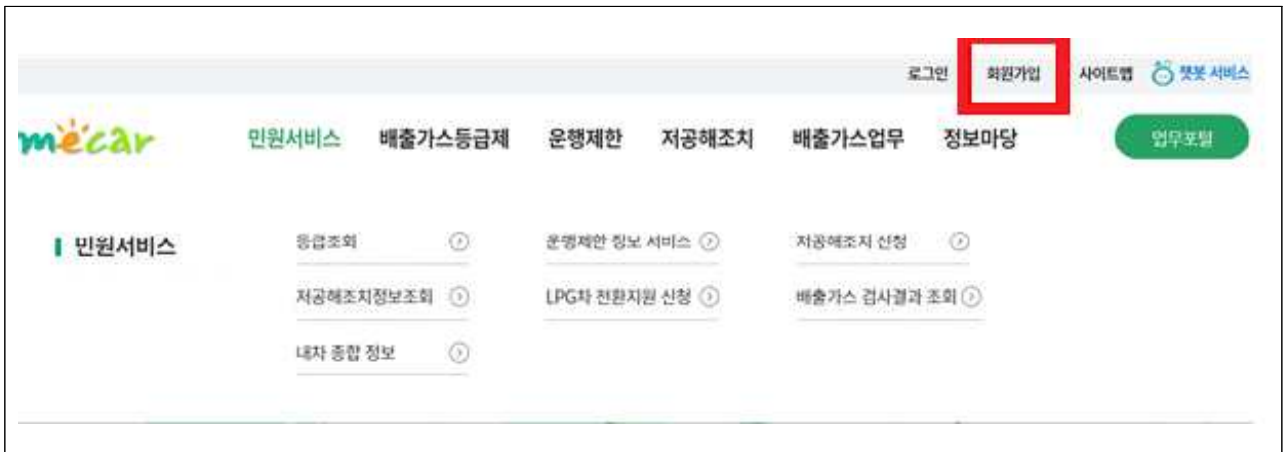 로그인 회원가입 사이트맵 챗봇 서비스
mecar 민원서비스 배출가스등급제 운행제한 저공해조치 배출가스업무 정보마당 업무포털
민원서비스 등급조회 운행제한 정보 서비스 저공해조치 신청
저공해조치정보조회 LPG차 전환지원 신청 배출가스 검사결과 조회
내차 종합 정보